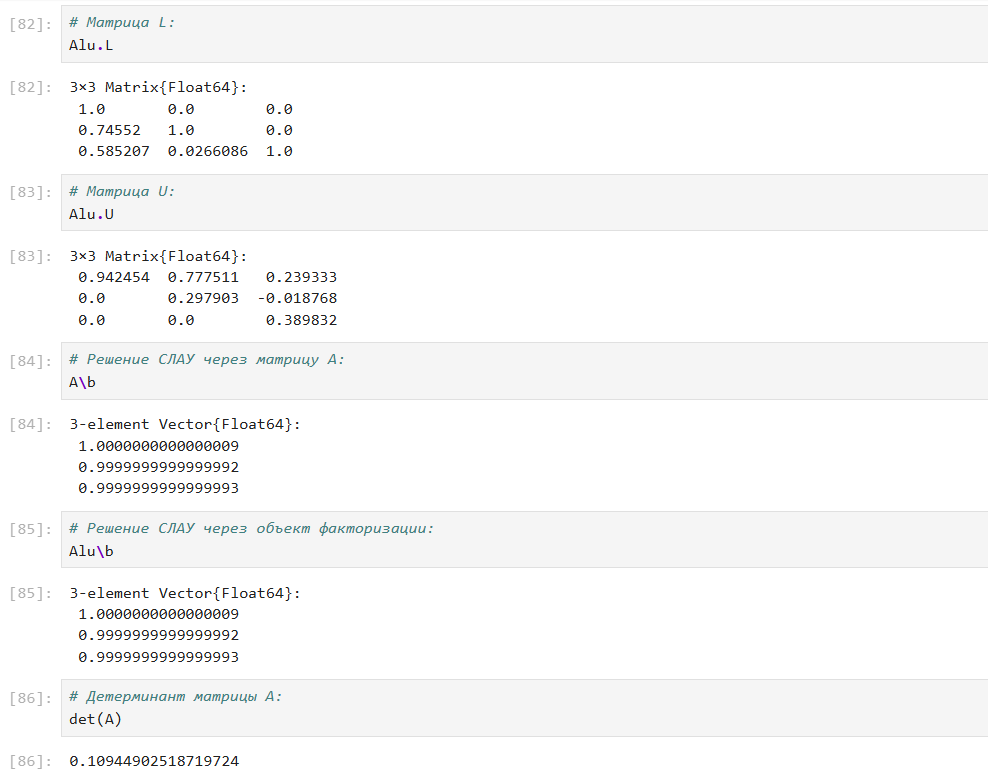 [82]: # Матрица L:
Alu.L
[82]: 3×3 Matrix{Float64}:
1.0 0.0 0.0
0.74552 1.0 0.0
0.585207 0.0266086 1.0
[83]: # Матрица U:
Alu.U
[83]: 3×3 Matrix{Float64}:
0.942454 0.777511 0.239333
0.0 0.297903 -0.018768
0.0 0.0 0.389832
[84]: # Решение СЛАУ через матрицу A:
A\b
[84]: 3-element Vector{Float64}:
1.0000000000000009
0.9999999999999992
0.9999999999999993
[85]: # Решение СЛАУ через объект факторизации:
Alu\b
[85]: 3-element Vector{Float64}:
1.0000000000000009
0.9999999999999992
0.9999999999999993
[86]: # Детерминант матрицы A:
det(A)
[86]: 0.10944902518719724